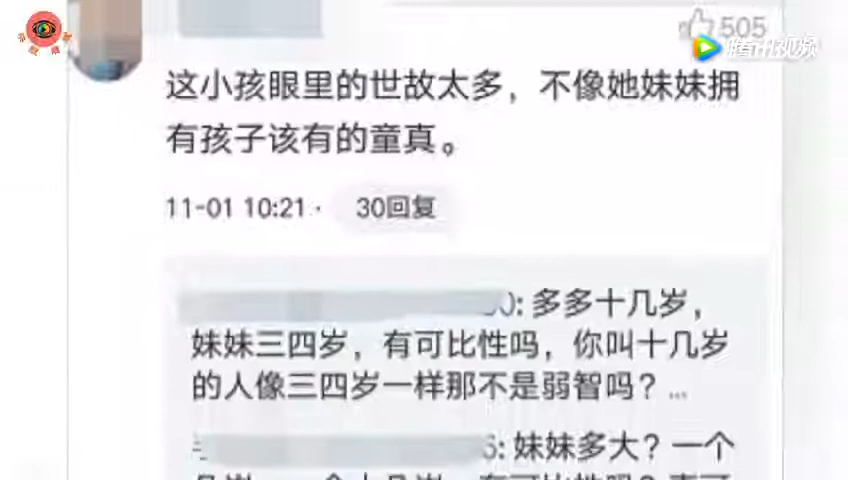 505
腾讯视频
这小孩眼里的世故太多，不像她妹妹拥
有孩子该有的童真。
11-01 10:21 · 30回复
0: 多多十几岁，
妹妹三四岁，有可比性吗，你叫十几岁
的人像三四岁一样那不是弱智吗？...
6: 妹妹多大？一个